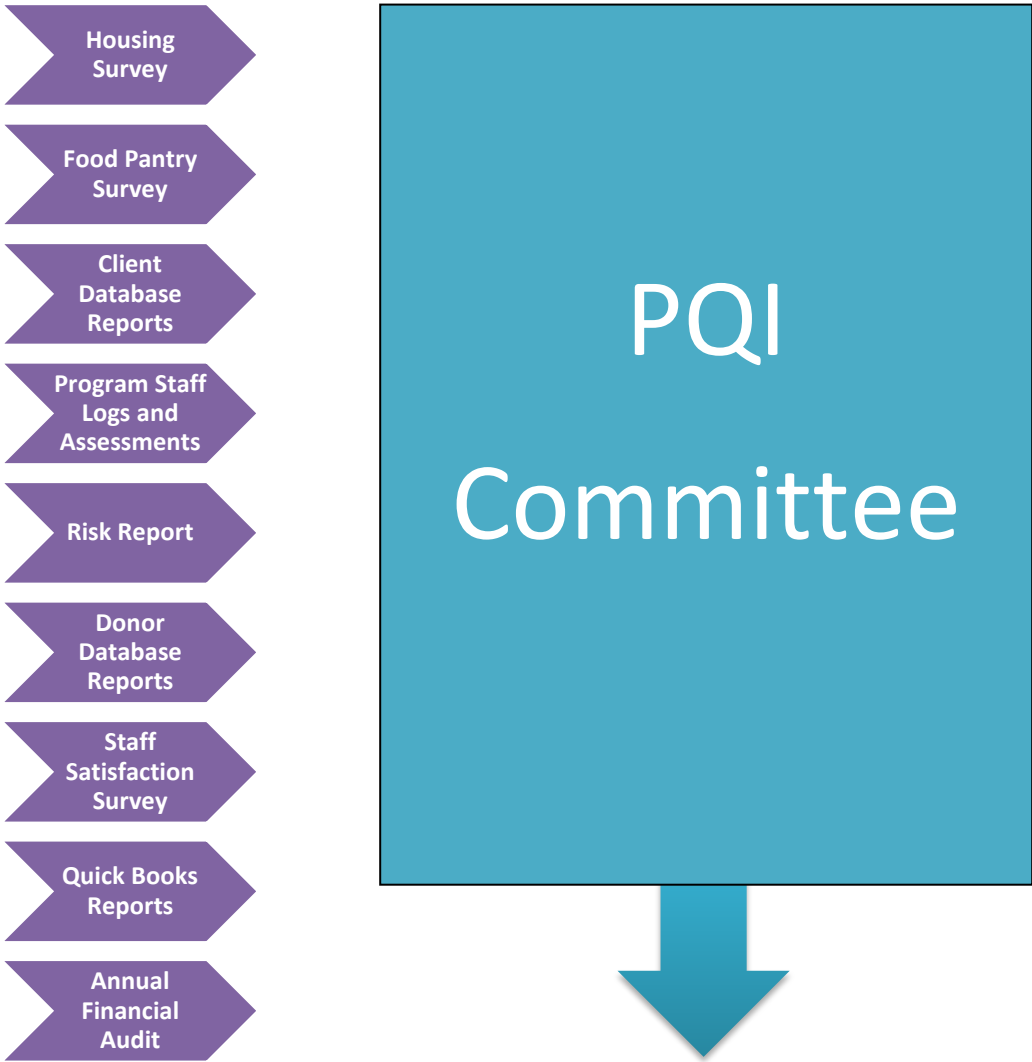 Housing
Survey
Food Pantry
Survey
Client
Database
Reports
Program Staff
Logs and
Assessments
Risk Report
Donor
Database
Reports
Staff
Satisfaction
Survey
Quick Books
Reports
Annual
Financial
Audit
PQI
Committee